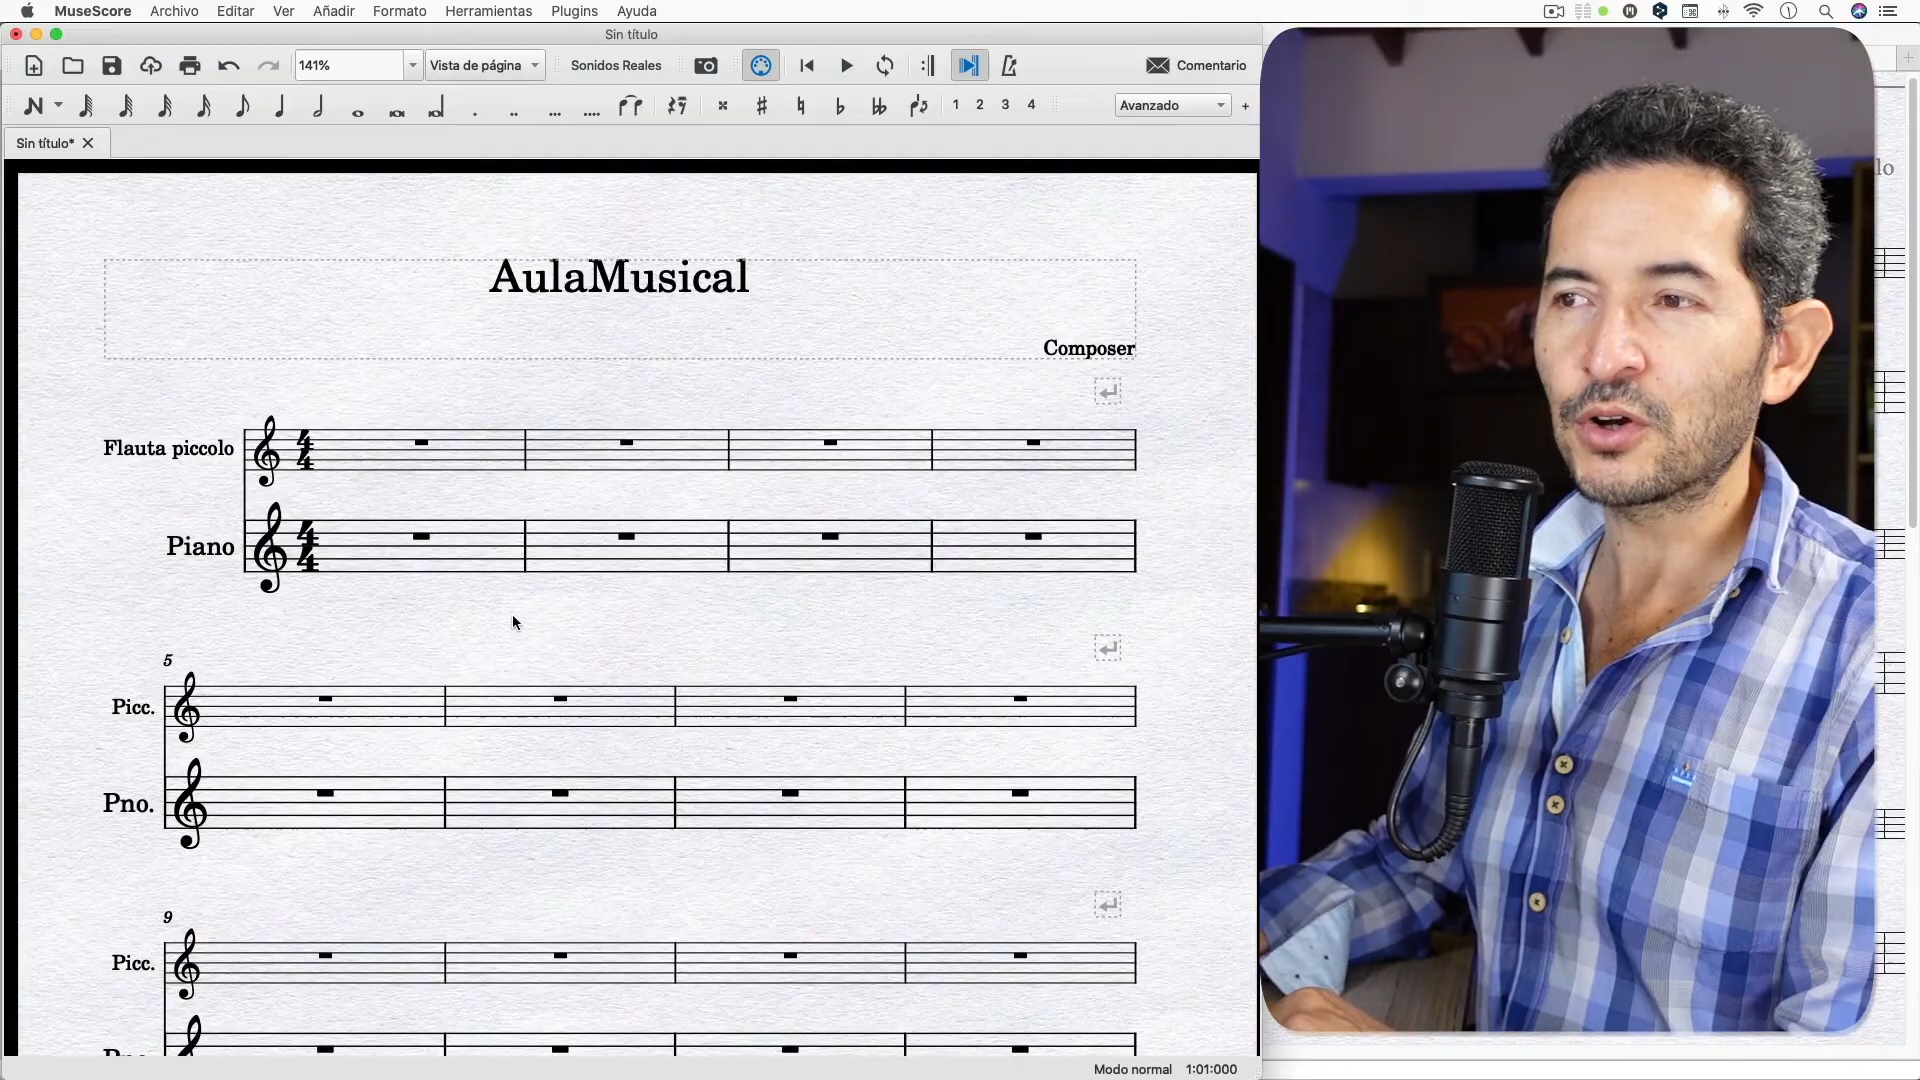 MuseScore Archivo Editar Ver Añadir Formato Herramientas Plugins Ayuda
Sin título
141% Vista de página Sonidos Reales Comentario
1 2 3 4 Avanzado +
Sin título*
AulaMusical
Composer
Flauta piccolo
Piano
5
Picc.
Pno.
9
Picc.
Modo normal 1:01:000